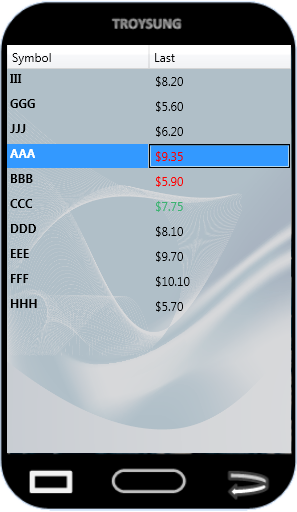 TROYSUNG
Symbol Last
III $8.20
GGG $5.60
JJJ $6.20
AAA $9.35
BBB $5.90
CCC $7.75
DDD $8.10
EEE $9.70
FFF $10.10
HHH $5.70